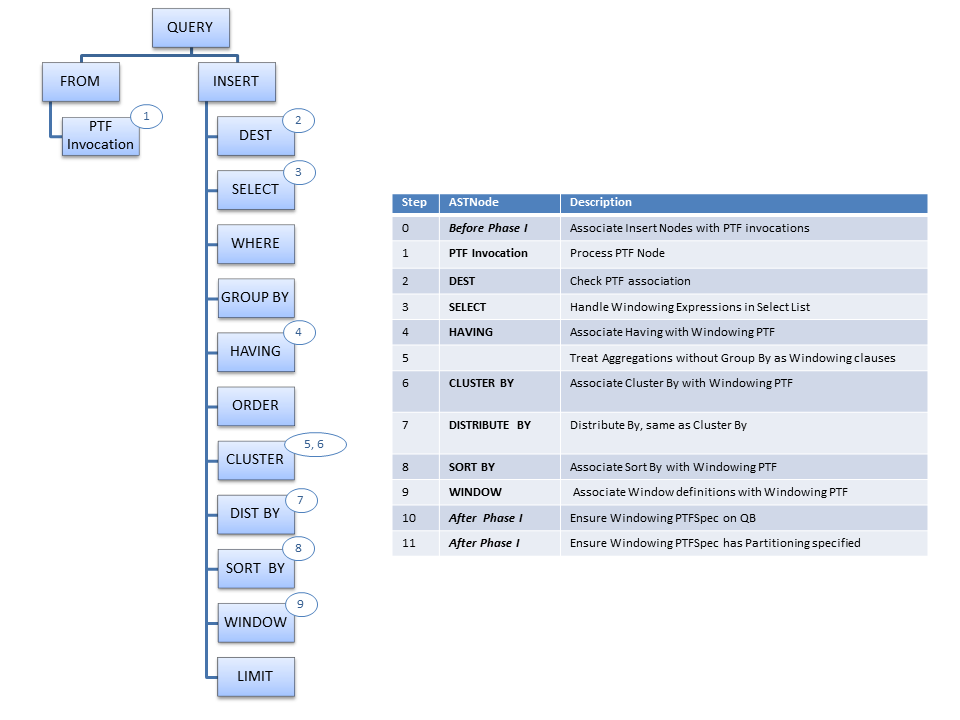 QUERY
FROM
INSERT
1
PTF
Invocation
2
DEST
3
SELECT
WHERE
GROUP BY
4
HAVING
ORDER
5, 6
CLUSTER
7
DIST BY
8
SORT BY
9
WINDOW
LIMIT
Step ASTNode Description
0 Before Phase I Associate Insert Nodes with PTF invocations
1 PTF Invocation Process PTF Node
2 DEST Check PTF association
3 SELECT Handle Windowing Expressions in Select List
4 HAVING Associate Having with Windowing PTF
5 Treat Aggregations without Group By as Windowing clauses
6 CLUSTER BY Associate Cluster By with Windowing PTF
7 DISTRIBUTE BY Distribute By, same as Cluster By
8 SORT BY Associate Sort By with Windowing PTF
9 WINDOW Associate Window definitions with Windowing PTF
10 After Phase I Ensure Windowing PTFSpec on QB
11 After Phase I Ensure Windowing PTFSpec has Partitioning specified